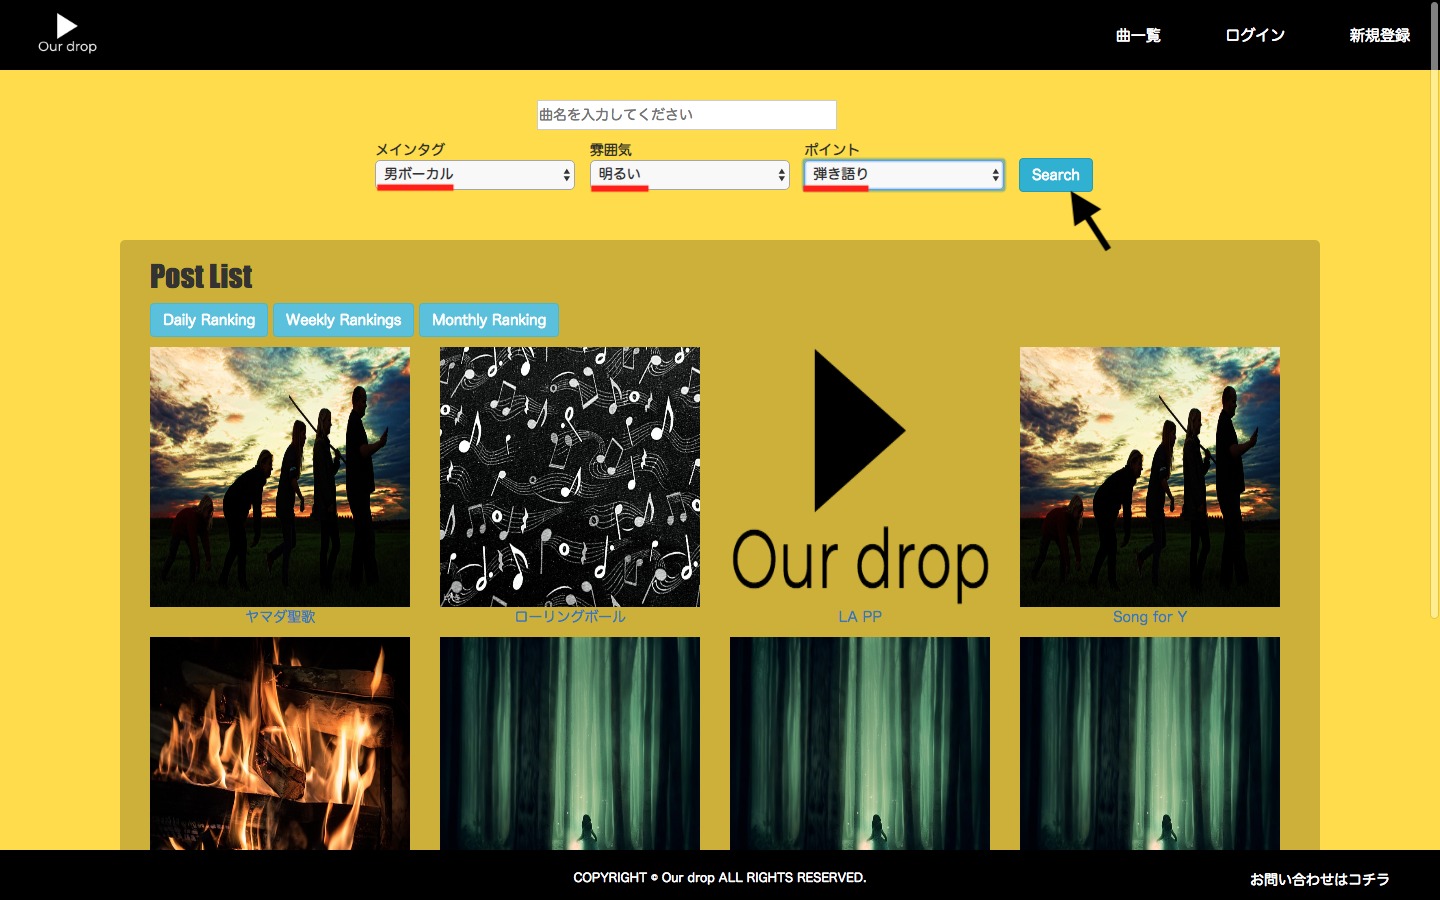 Our drop
曲一覧 ログイン 新規登録
曲名を入力してください
メインタグ 雰囲気 ポイント
男ボーカル 明るい 弾き語り Search
Post List
Daily Ranking Weekly Rankings Monthly Ranking
Our drop
ヤマダ聖歌 ローリングボール LA PP Song for Y
COPYRIGHT © Our drop ALL RIGHTS RESERVED.
お問い合わせはコチラ